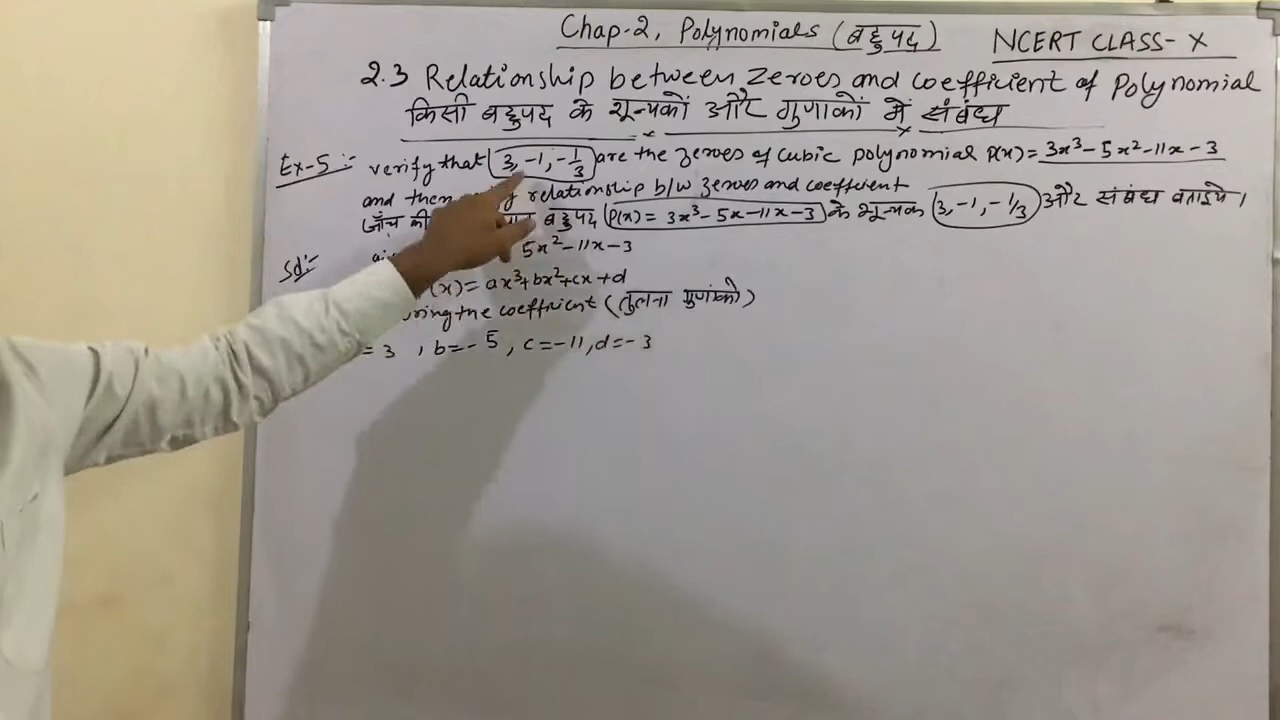 Chap-2, Polynomials (बहुपद) NCERT CLASS-X
2.3 Relationship between zeroes and coefficient of Polynomial
किसी बहुपद के शून्यकों और गुणाकों में संबंध
Ex-5:- verify that (3, -1, -1/3) are the zeroes of cubic polynomial P(x) = 3x³-5x²-11x-3
and then relationship b/w zeroes and coefficient
(जाँच की बहुपद P(x) = 3x³-5x-11x-3 के शून्यक (3, -1, -1/3) और संबंध बताइये।
Sol:- 5x²-11x-3
(x) = ax³+bx²+cx+d
ring the coefficient (तुलना गुणांको)
= 3 , b=-5 , c=-11, d=-3